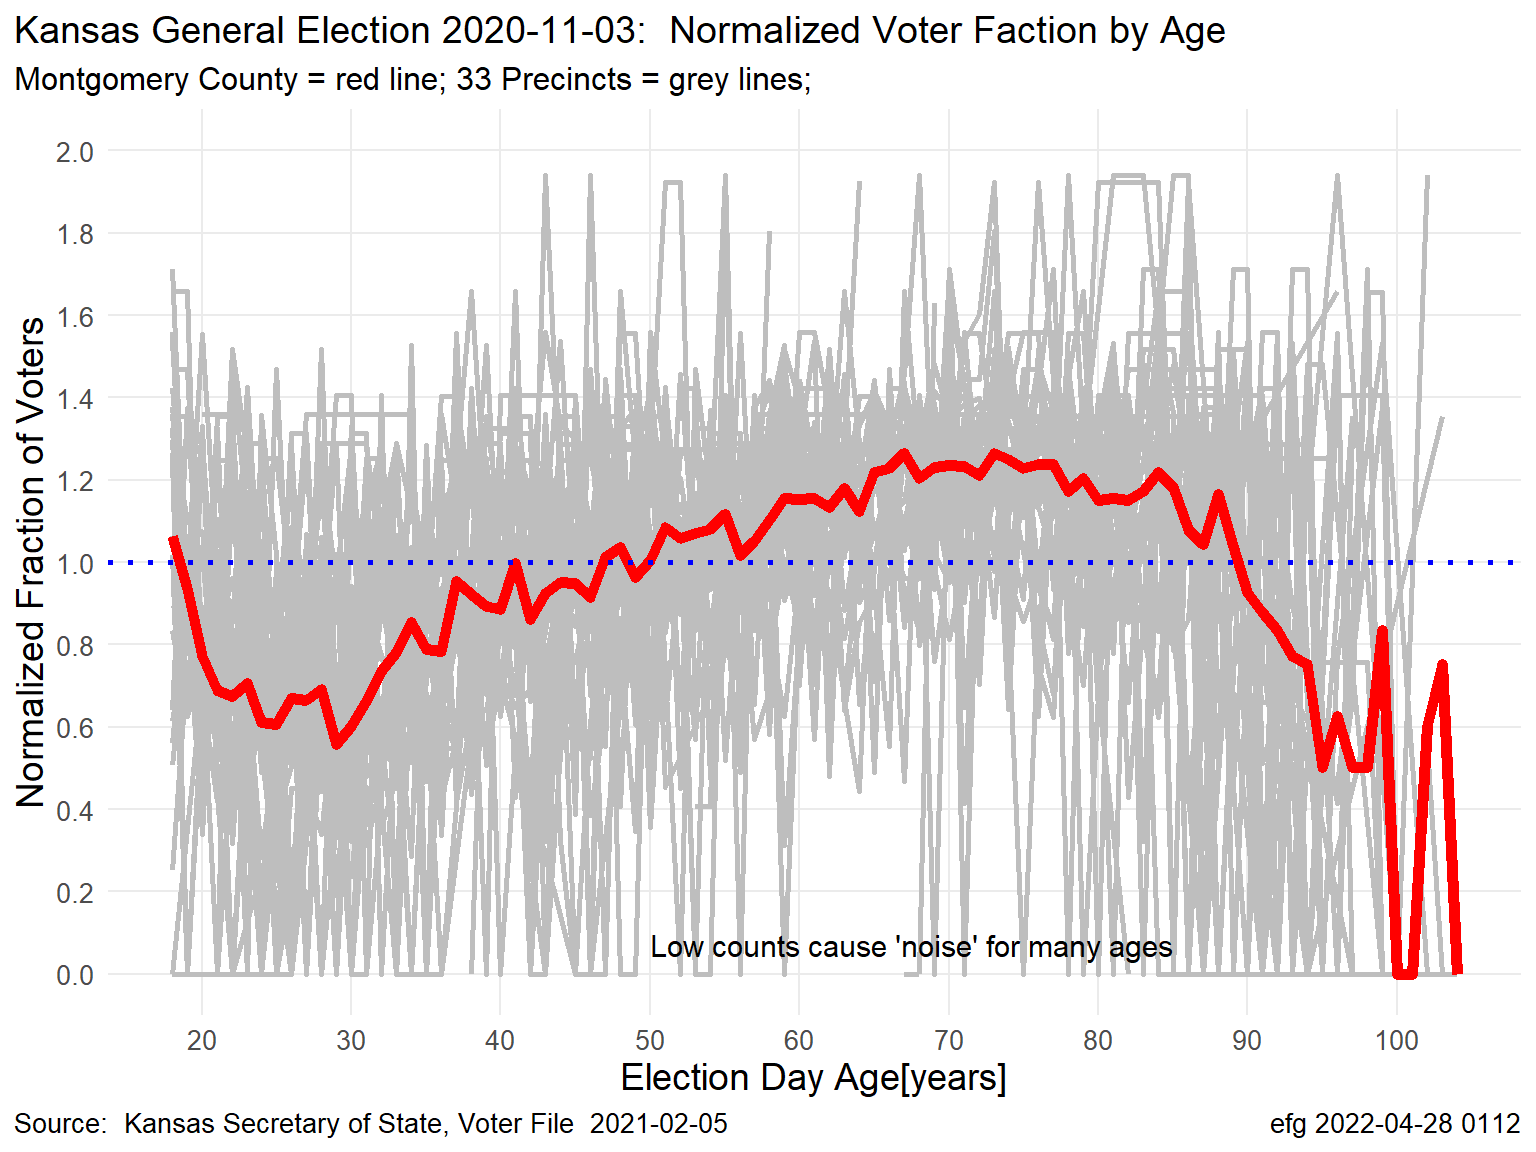 Kansas General Election 2020-11-03:  Normalized Voter Faction by Age
Montgomery County = red line; 33 Precincts = grey lines;
Normalized Fraction of Voters
2.0
1.8
1.6
1.4
1.2
1.0
0.8
0.6
0.4
0.2
0.0
Low counts cause 'noise' for many ages
20 30 40 50 60 70 80 90 100
Election Day Age[years]
Source:  Kansas Secretary of State, Voter File  2021-02-05
efg 2022-04-28 0112